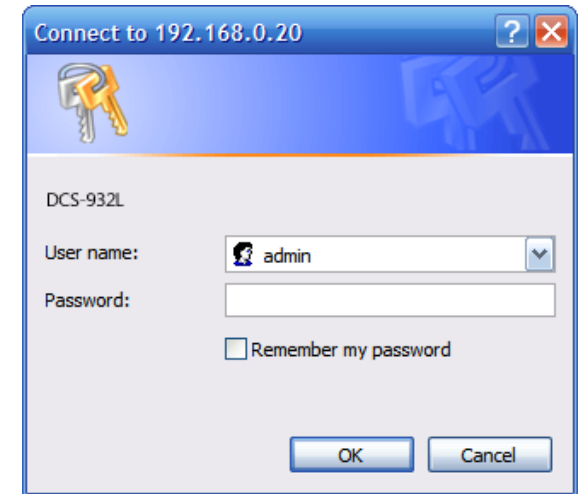 Connect to 192.168.0.20
DCS-932L
User name: admin
Password:
Remember my password
OK Cancel